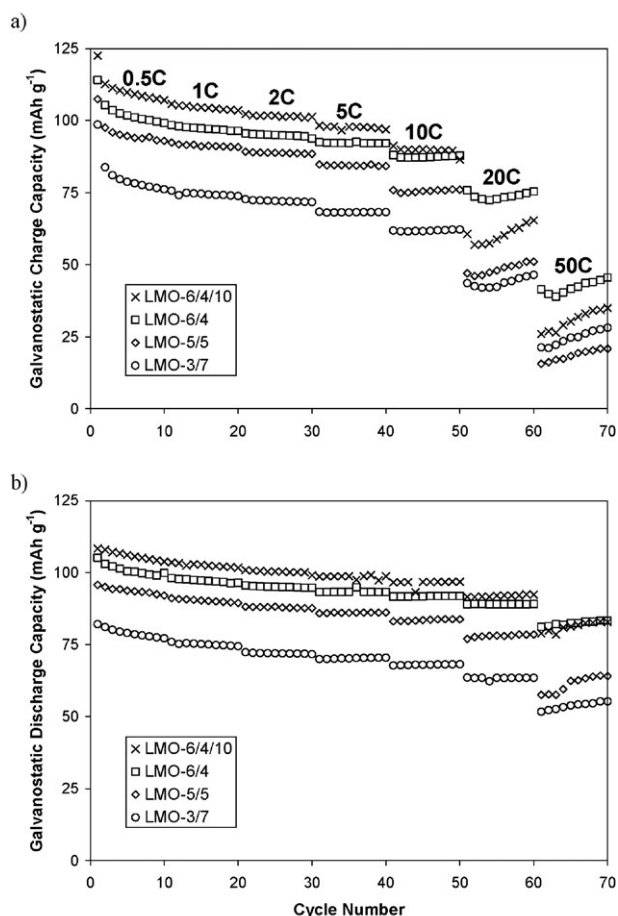 a)
Galvanostatic Charge Capacity (mAh g⁻¹)
125
100
75
50
25
0
0.5C
1C
2C
5C
10C
20C
50C
LMO-6/4/10
LMO-6/4
LMO-5/5
LMO-3/7
0 10 20 30 40 50 60 70
b)
Galvanostatic Discharge Capacity (mAh g⁻¹)
125
100
75
50
25
0
LMO-6/4/10
LMO-6/4
LMO-5/5
LMO-3/7
0 10 20 30 40 50 60 70
Cycle Number